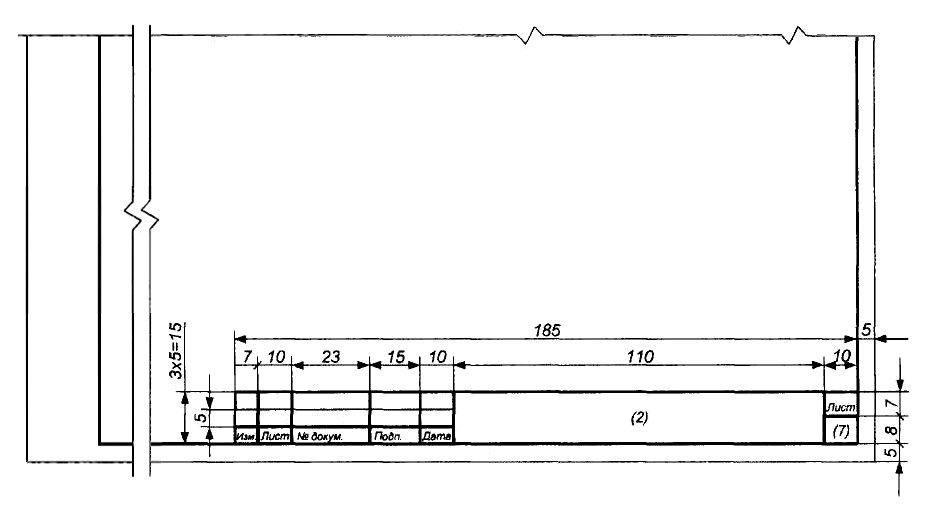 185
5
3х5=15
7
10
23
15
10
110
10
5
7
8
5
Лист
(2)
(7)
Изм.
Лист
№ докум.
Подп.
Дата